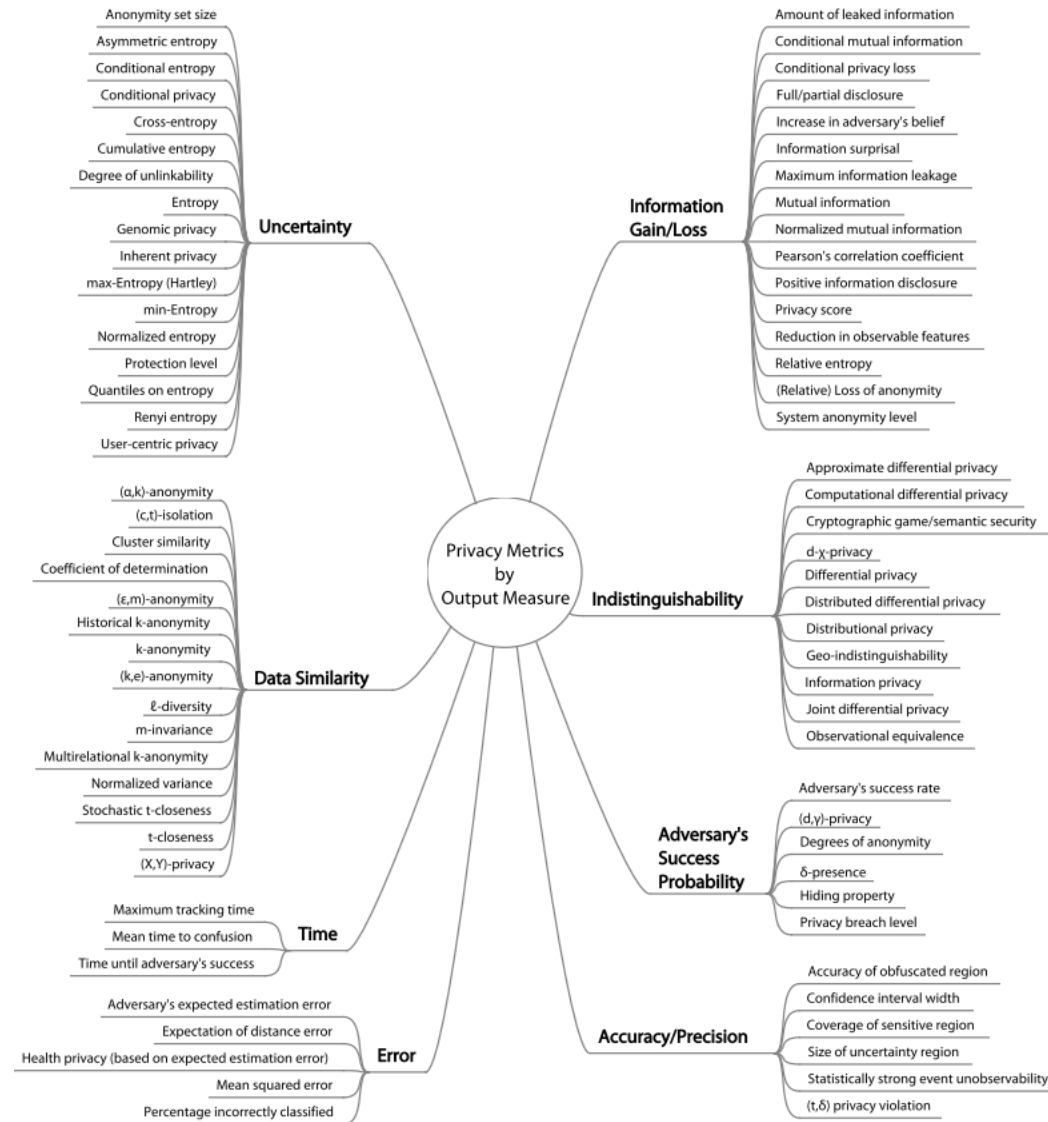 Anonymity set size
Asymmetric entropy
Conditional entropy
Conditional privacy
Cross-entropy
Cumulative entropy
Degree of unlinkability
Entropy
Genomic privacy
Inherent privacy
max-Entropy (Hartley)
min-Entropy
Normalized entropy
Protection level
Quantiles on entropy
Renyi entropy
User-centric privacy
Uncertainty
(α,k)-anonymity
(c,t)-isolation
Cluster similarity
Coefficient of determination
(ε,m)-anonymity
Historical k-anonymity
k-anonymity
(k,e)-anonymity
ℓ-diversity
m-invariance
Multirelational k-anonymity
Normalized variance
Stochastic t-closeness
t-closeness
(X,Y)-privacy
Data Similarity
Maximum tracking time
Mean time to confusion
Time until adversary's success
Time
Adversary's expected estimation error
Expectation of distance error
Health privacy (based on expected estimation error)
Mean squared error
Percentage incorrectly classified
Error
Privacy Metrics
by
Output Measure
Information
Gain/Loss
Amount of leaked information
Conditional mutual information
Conditional privacy loss
Full/partial disclosure
Increase in adversary's belief
Information surprisal
Maximum information leakage
Mutual information
Normalized mutual information
Pearson's correlation coefficient
Positive information disclosure
Privacy score
Reduction in observable features
Relative entropy
(Relative) Loss of anonymity
System anonymity level
Indistinguishability
Approximate differential privacy
Computational differential privacy
Cryptographic game/semantic security
d-χ-privacy
Differential privacy
Distributed differential privacy
Distributional privacy
Geo-indistinguishability
Information privacy
Joint differential privacy
Observational equivalence
Adversary's
Success
Probability
Adversary's success rate
(d,γ)-privacy
Degrees of anonymity
δ-presence
Hiding property
Privacy breach level
Accuracy/Precision
Accuracy of obfuscated region
Confidence interval width
Coverage of sensitive region
Size of uncertainty region
Statistically strong event unobservability
(t,δ) privacy violation